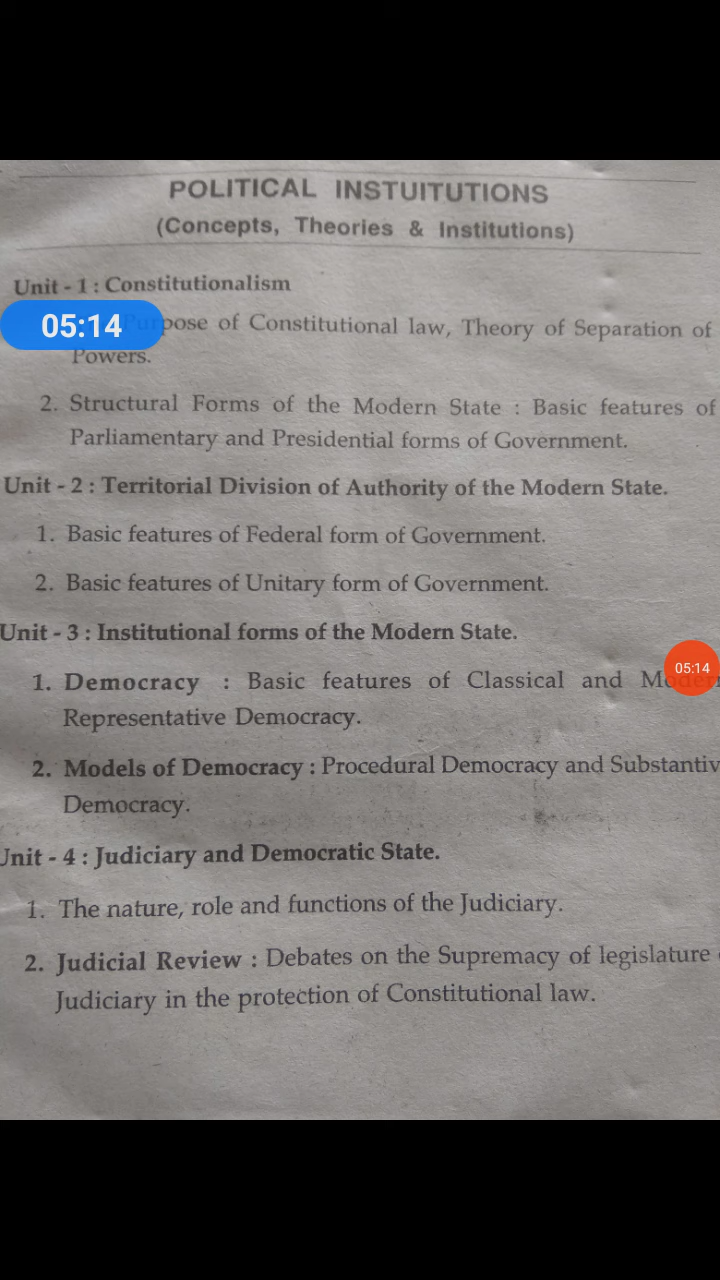 POLITICAL INSTUITUTIONS
(Concepts, Theories & Institutions)
Unit - 1 : Constitutionalism
05:14
pose of Constitutional law, Theory of Separation of
Powers.
2. Structural Forms of the Modern State : Basic features of
Parliamentary and Presidential forms of Government.
Unit - 2 : Territorial Division of Authority of the Modern State.
1. Basic features of Federal form of Government.
2. Basic features of Unitary form of Government.
Unit - 3 : Institutional forms of the Modern State.
05:14
1. Democracy : Basic features of Classical and Modern
Representative Democracy.
2. Models of Democracy : Procedural Democracy and Substantiv
Democracy.
Unit - 4 : Judiciary and Democratic State.
1. The nature, role and functions of the Judiciary.
2. Judicial Review : Debates on the Supremacy of legislature
Judiciary in the protection of Constitutional law.